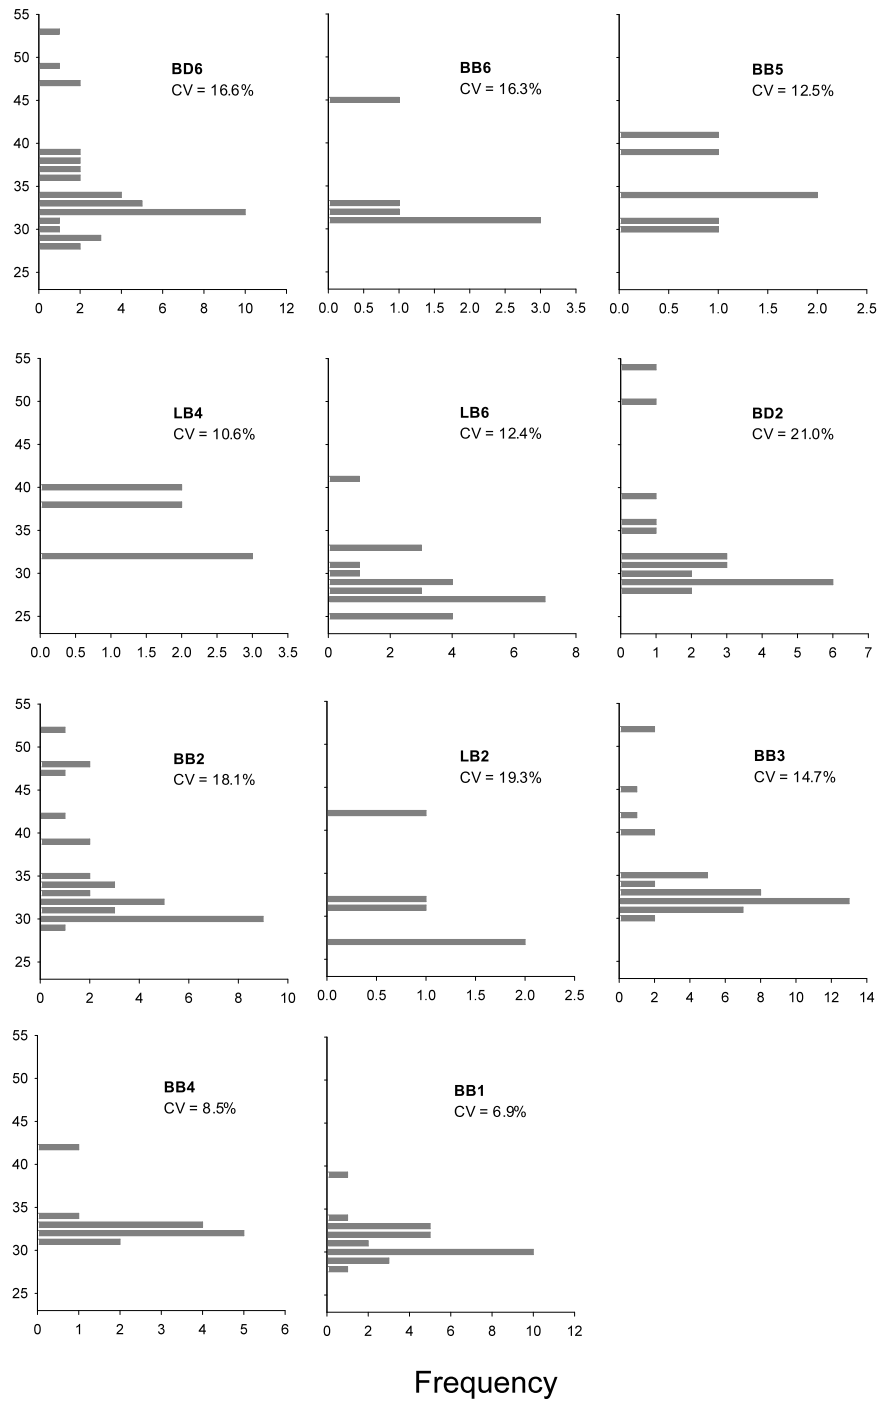 55
50
45
40
35
30
25
BD6
CV = 16.6%
0 2 4 6 8 10 12
BB6
CV = 16.3%
0.0 0.5 1.0 1.5 2.0 2.5 3.0 3.5
BB5
CV = 12.5%
0.0 0.5 1.0 1.5 2.0 2.5
55
50
45
40
35
30
25
LB4
CV = 10.6%
0.0 0.5 1.0 1.5 2.0 2.5 3.0 3.5
LB6
CV = 12.4%
0 2 4 6 8
BD2
CV = 21.0%
0 1 2 3 4 5 6 7
55
50
45
40
35
30
25
BB2
CV = 18.1%
0 2 4 6 8 10
LB2
CV = 19.3%
0.0 0.5 1.0 1.5 2.0 2.5
BB3
CV = 14.7%
0 2 4 6 8 10 12 14
55
50
45
40
35
30
25
BB4
CV = 8.5%
0 1 2 3 4 5 6
BB1
CV = 6.9%
0 2 4 6 8 10 12
Frequency